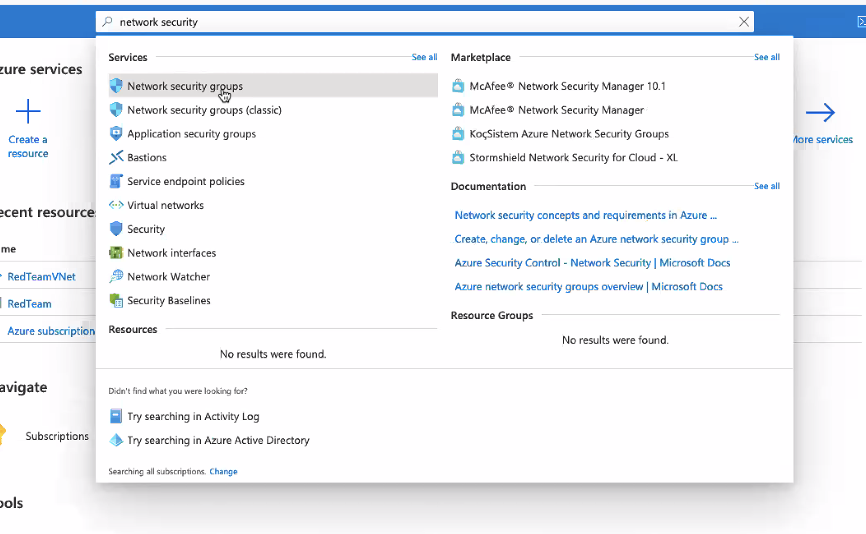 network security
zure services
Create a
resource
More services
ecent resources
me
RedTeamVNet
RedTeam
Azure subscription
avigate
Subscriptions
ools
Services
See all
Network security groups
Network security groups (classic)
Application security groups
Bastions
Service endpoint policies
Virtual networks
Security
Network interfaces
Network Watcher
Security Baselines
Resources
No results were found.
Marketplace
See all
McAfee® Network Security Manager 10.1
McAfee® Network Security Manager
KoçSistem Azure Network Security Groups
Stormshield Network Security for Cloud - XL
Documentation
See all
Network security concepts and requirements in Azure ...
Create, change, or delete an Azure network security group ...
Azure Security Control - Network Security | Microsoft Docs
Azure network security groups overview | Microsoft Docs
Resource Groups
No results were found.
Didn't find what you were looking for?
Try searching in Activity Log
Try searching in Azure Active Directory
Searching all subscriptions. Change